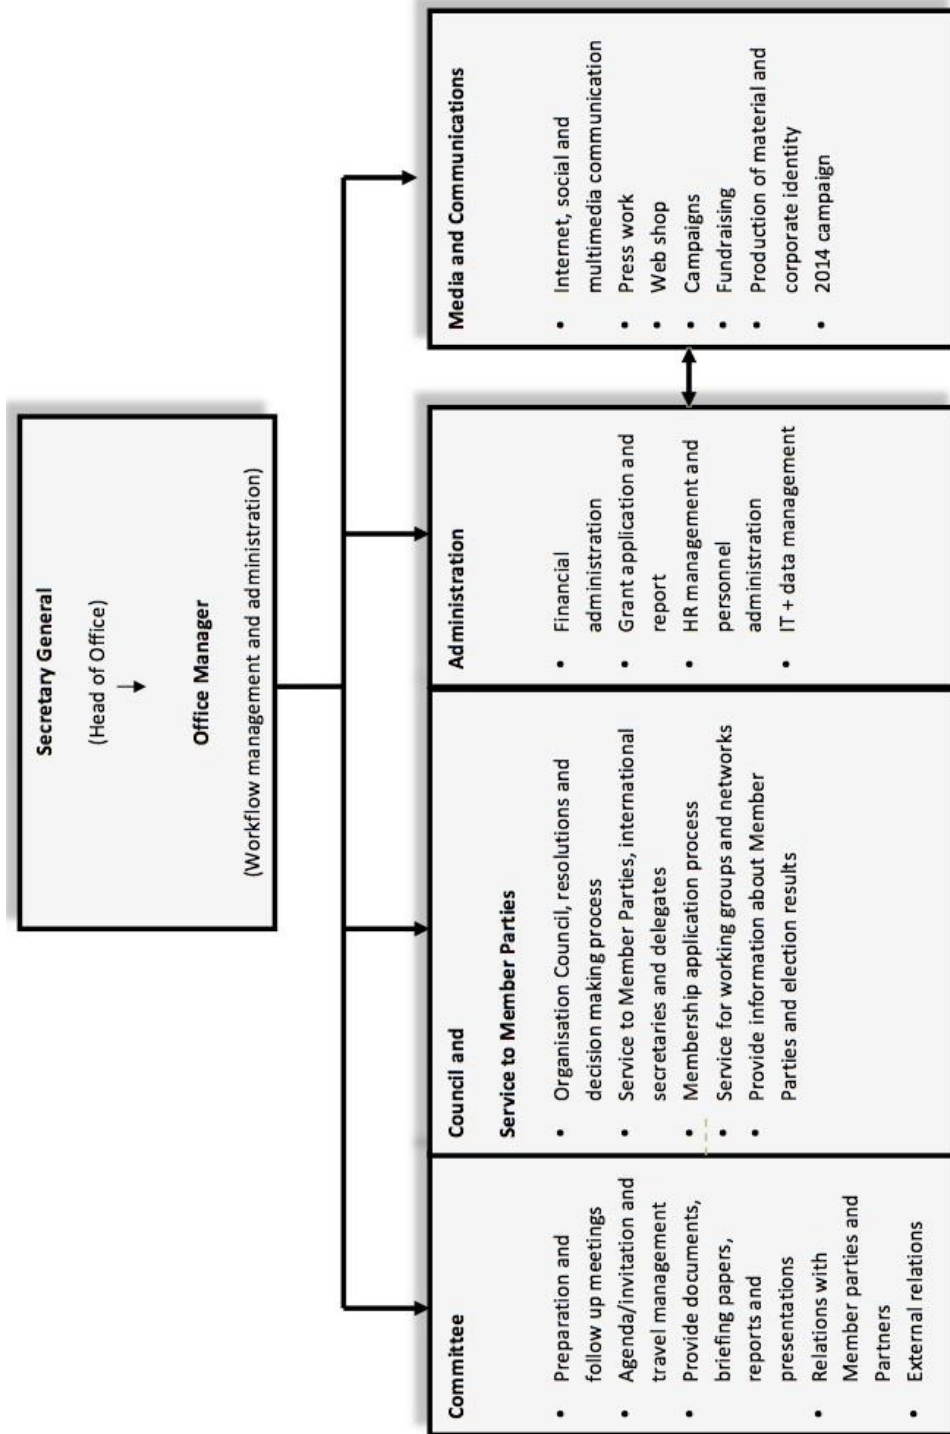 Secretary General
(Head of Office)
Office Manager
(Workflow management and administration)
Committee
• Preparation and
follow up meetings
• Agenda/invitation and
travel management
• Provide documents,
briefing papers,
reports and
presentations
• Relations with
Member parties and
Partners
• External relations
Council and
Service to Member Parties
• Organisation Council, resolutions and
decision making process
• Service to Member Parties, international
secretaries and delegates
• Membership application process
• Service for working groups and networks
• Provide information about Member
Parties and election results
Administration
• Financial
administration
• Grant application and
report
• HR management and
personnel
administration
• IT + data management
Media and Communications
• Internet, social and
multimedia communication
• Press work
• Web shop
• Campaigns
• Fundraising
• Production of material and
corporate identity
• 2014 campaign